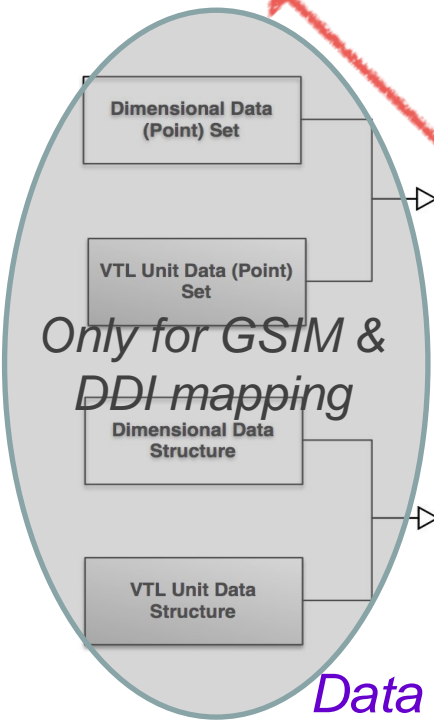 Dimensional Data
(Point) Set
VTL Unit Data (Point)
Set
Only for GSIM &
DDI mapping
Dimensional Data
Structure
VTL Unit Data
Structure
Data